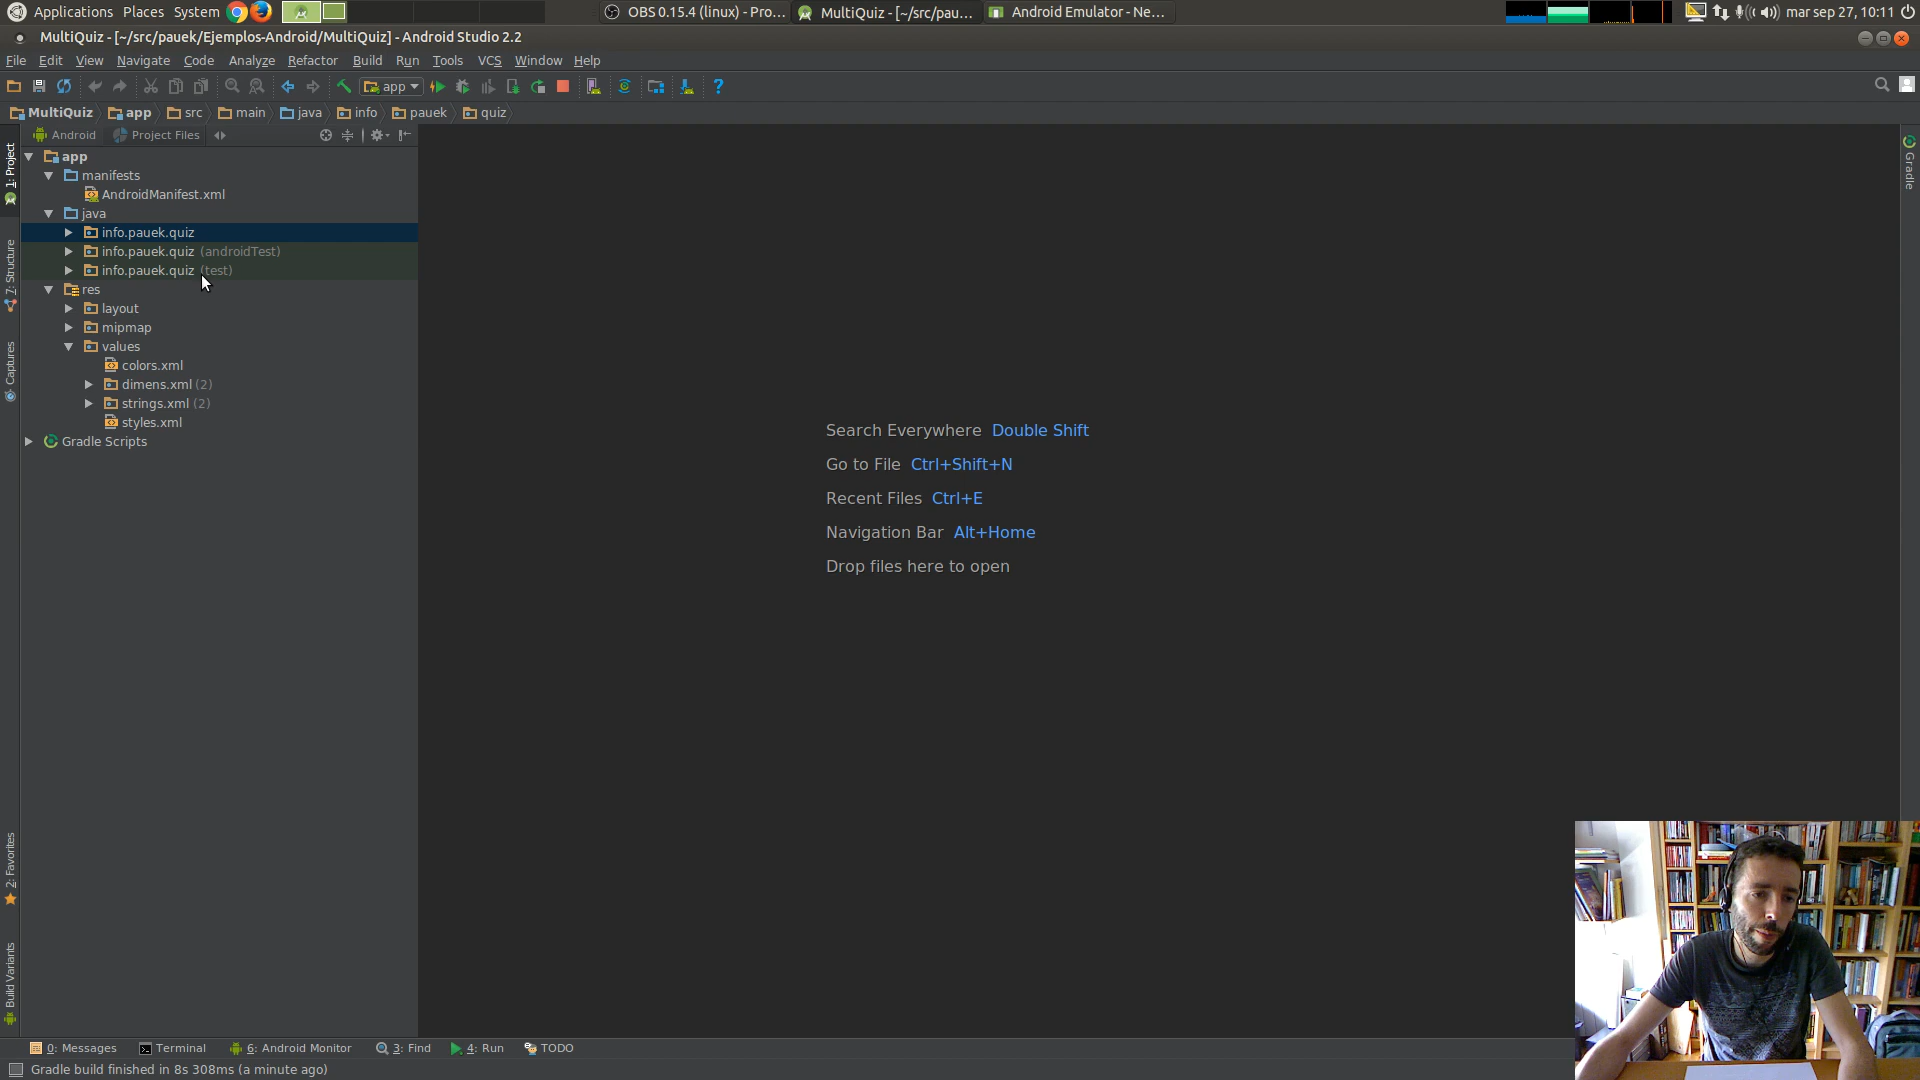 Applications Places System OBS 0.15.4 (linux) - Pro... MultiQuiz - [~/src/pau... Android Emulator - Ne... mar sep 27, 10:11
MultiQuiz - [~/src/pauek/Ejemplos-Android/MultiQuiz] - Android Studio 2.2
File Edit View Navigate Code Analyze Refactor Build Run Tools VCS Window Help
app
MultiQuiz app src main java info pauek quiz
Android Project Files
app
manifests
AndroidManifest.xml
java
info.pauek.quiz
info.pauek.quiz (androidTest)
info.pauek.quiz (test)
res
layout
mipmap
values
colors.xml
dimens.xml (2)
strings.xml (2)
styles.xml
Gradle Scripts
1: Project
7: Structure
Captures
2: Favorites
Build Variants
Gradle
Search Everywhere Double Shift
Go to File Ctrl+Shift+N
Recent Files Ctrl+E
Navigation Bar Alt+Home
Drop files here to open
0: Messages Terminal 6: Android Monitor 3: Find 4: Run TODO
Gradle build finished in 8s 308ms (a minute ago)